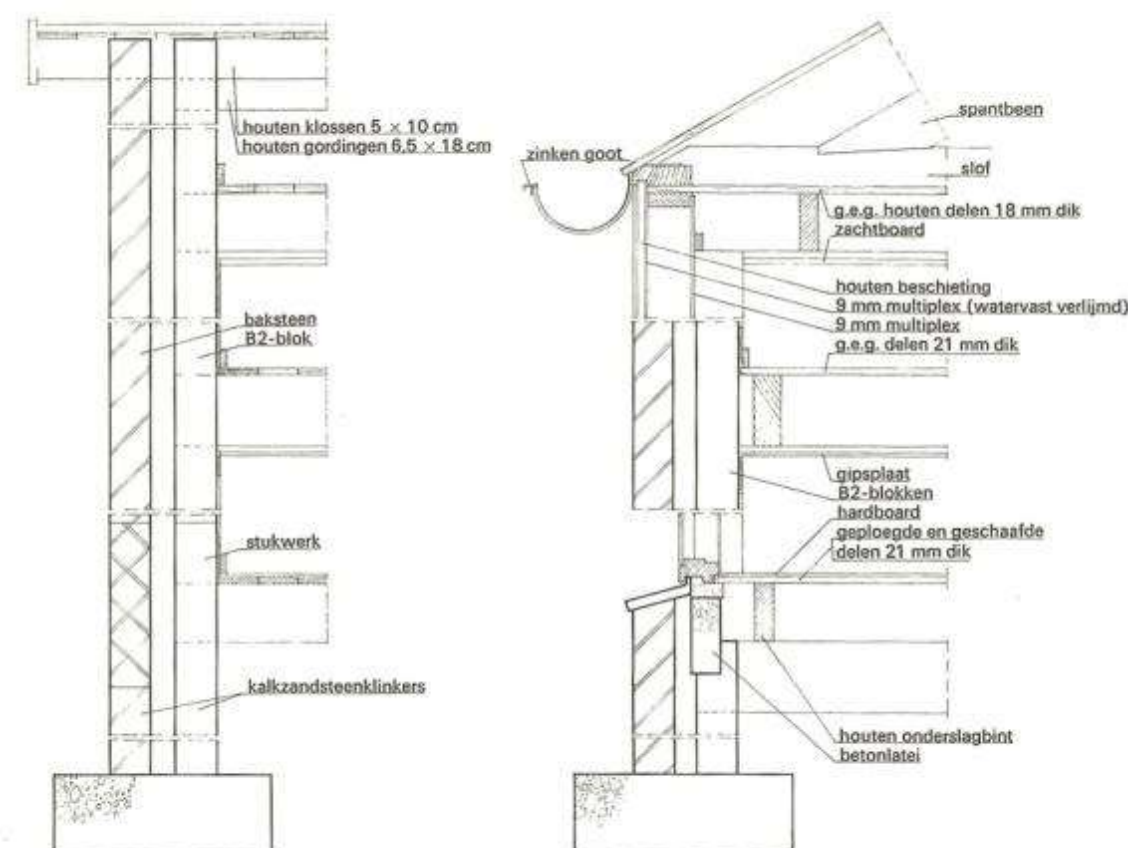 houten klossen 5 × 10 cm
houten gordingen 6,5 × 18 cm
baksteen
B2-blok
stukwerk
kalkzandsteenklinkers
spantbeen
zinken goot
slof
g.e.g. houten delen 18 mm dik
zachtboard
houten beschieting
9 mm multiplex (watervast verlijmd)
9 mm multiplex
g.e.g. delen 21 mm dik
gipsplaat
B2-blokken
hardboard
geploegde en geschaafde
delen 21 mm dik
houten onderslagbint
betonlatei